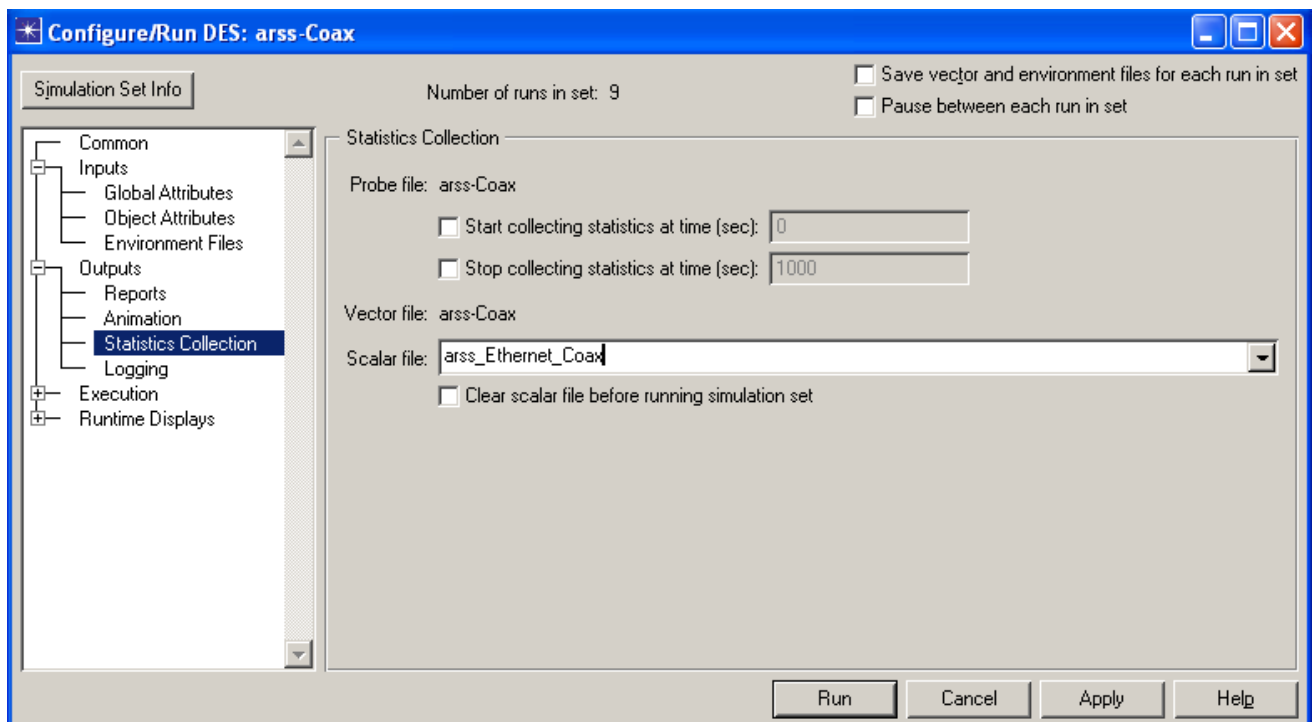 Configure/Run DES: arss-Coax
Simulation Set Info
Number of runs in set: 9
Save vector and environment files for each run in set
Pause between each run in set
Common
Inputs
Global Attributes
Object Attributes
Environment Files
Outputs
Reports
Animation
Statistics Collection
Logging
Execution
Runtime Displays
Statistics Collection
Probe file: arss-Coax
Start collecting statistics at time (sec): 0
Stop collecting statistics at time (sec): 1000
Vector file: arss-Coax
Scalar file: arss_Ethernet_Coax
Clear scalar file before running simulation set
Run Cancel Apply Help